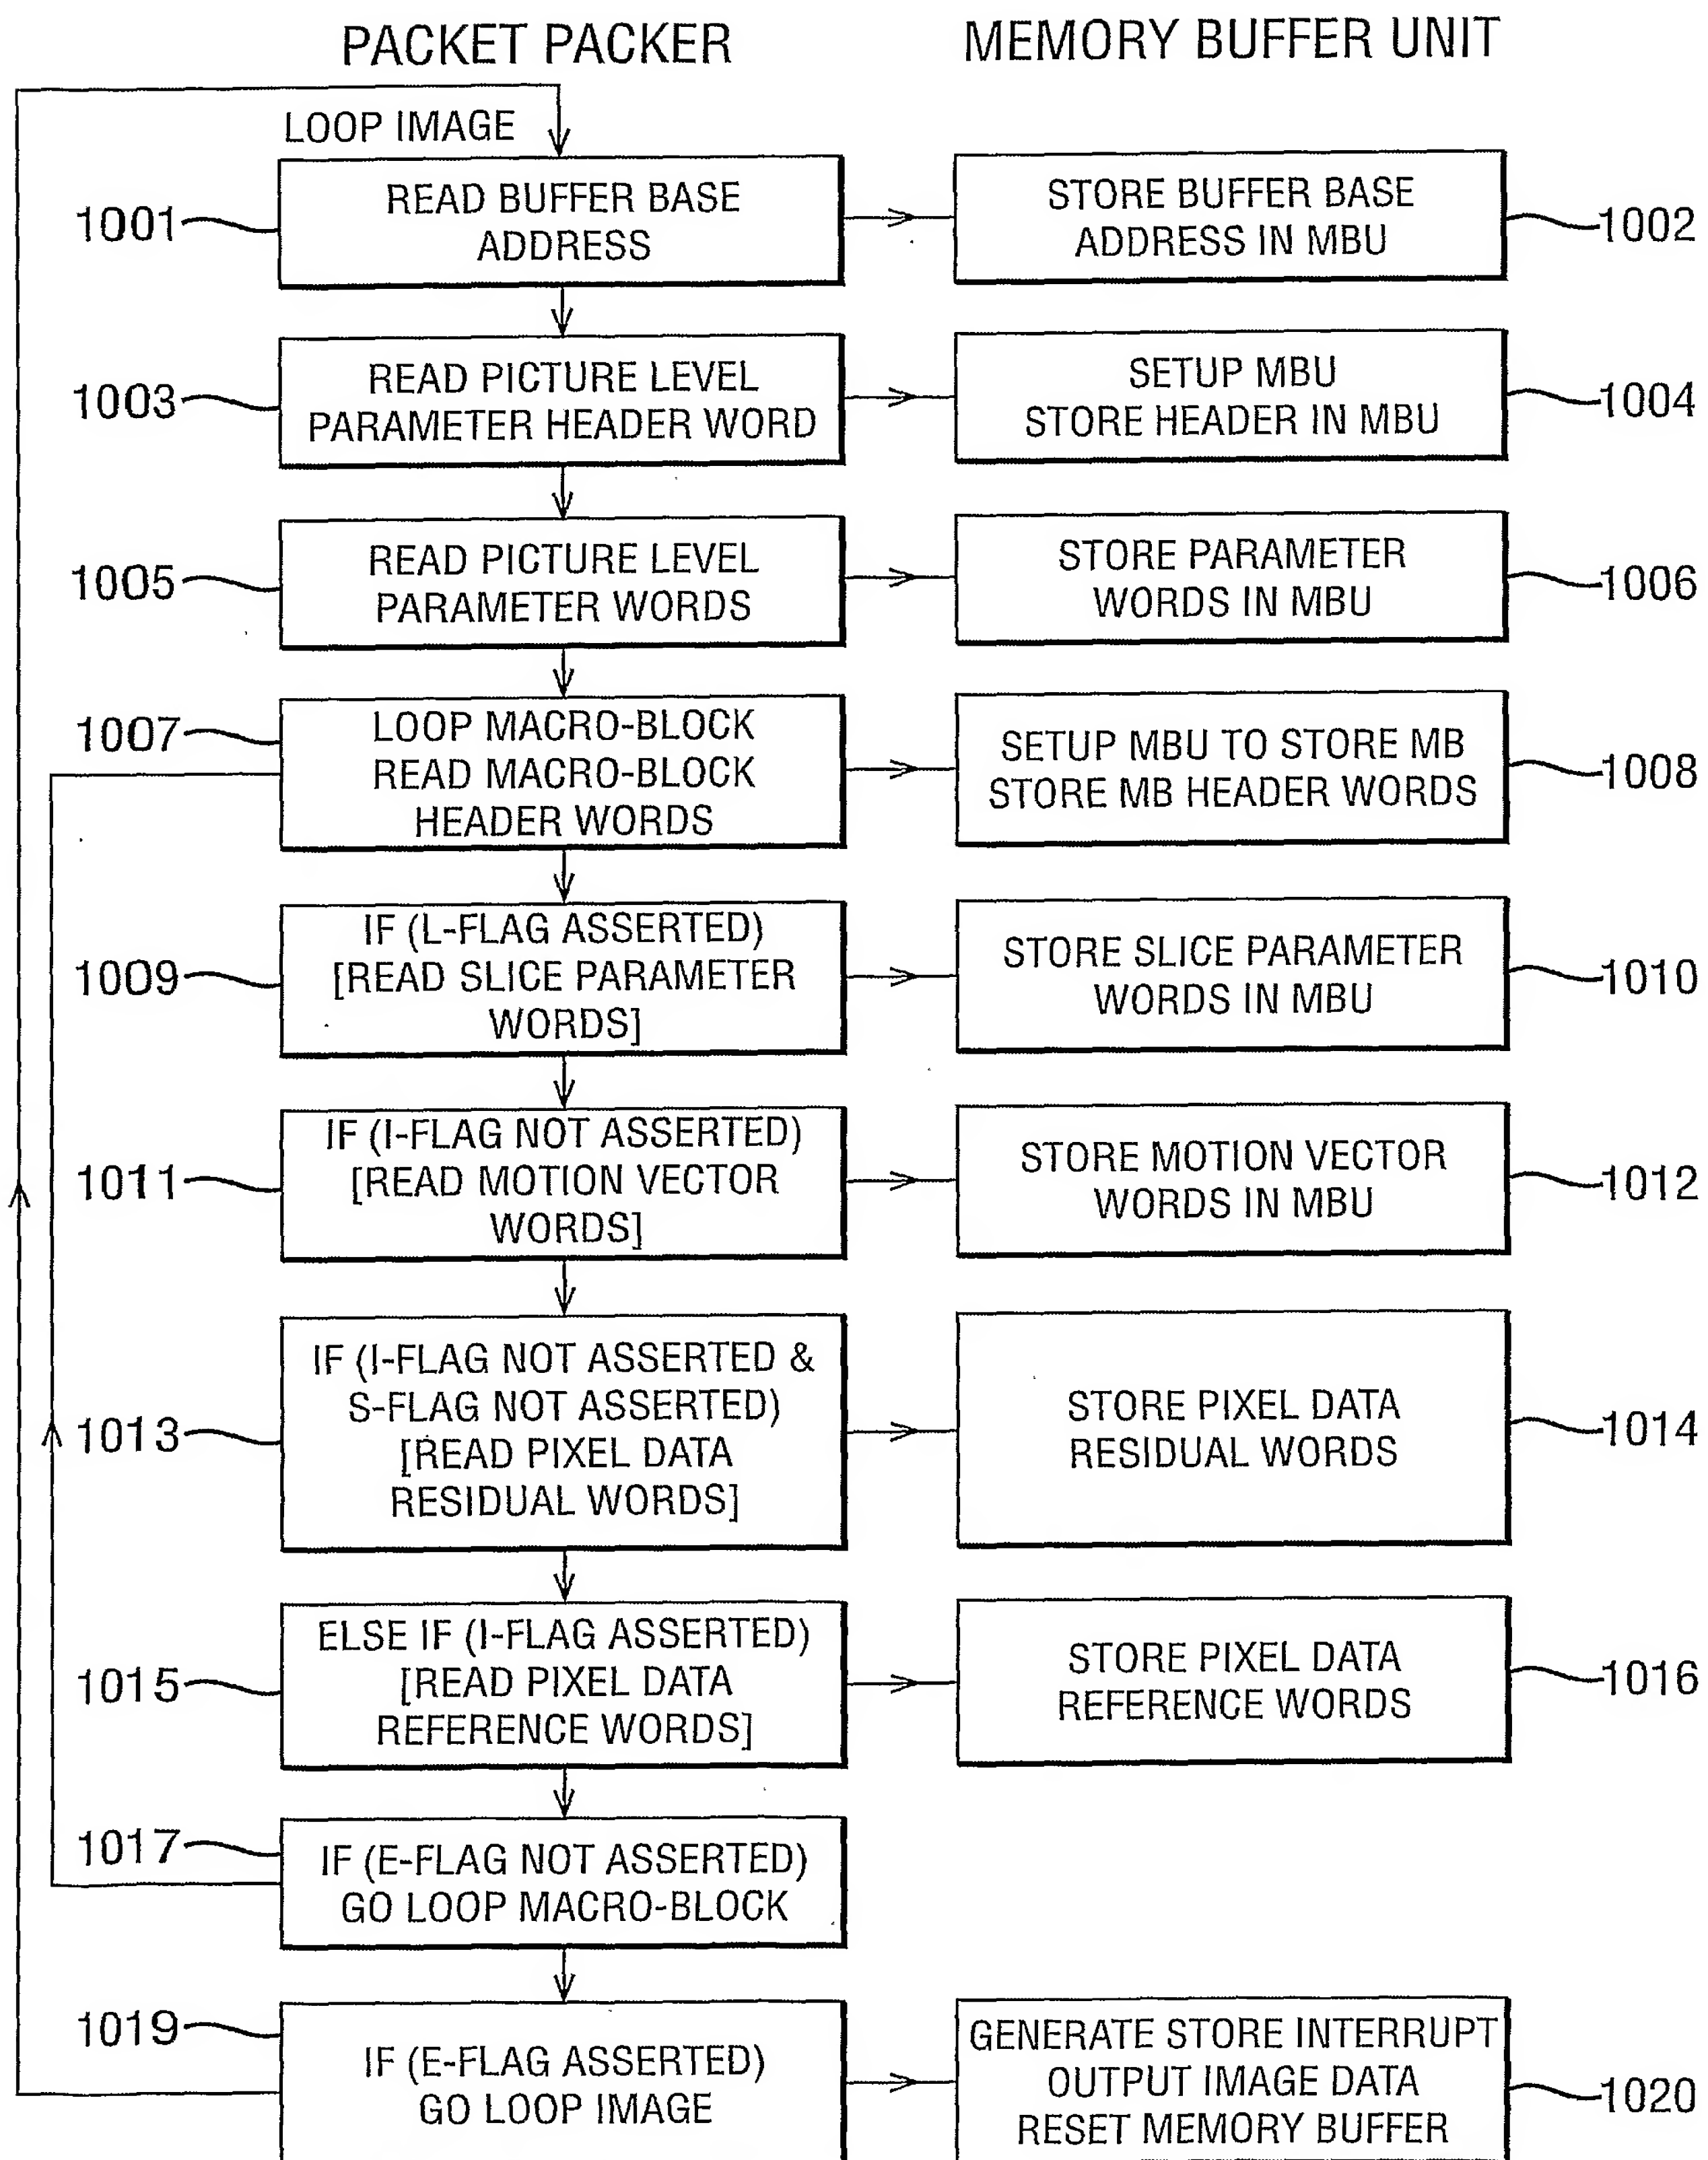 PACKET PACKER
MEMORY BUFFER UNIT
LOOP IMAGE
1001
READ BUFFER BASE
ADDRESS
STORE BUFFER BASE
ADDRESS IN MBU
1002
1003
READ PICTURE LEVEL
PARAMETER HEADER WORD
SETUP MBU
STORE HEADER IN MBU
1004
1005
READ PICTURE LEVEL
PARAMETER WORDS
STORE PARAMETER
WORDS IN MBU
1006
1007
LOOP MACRO-BLOCK
READ MACRO-BLOCK
HEADER WORDS
SETUP MBU TO STORE MB
STORE MB HEADER WORDS
1008
1009
IF (L-FLAG ASSERTED)
[READ SLICE PARAMETER
WORDS]
STORE SLICE PARAMETER
WORDS IN MBU
1010
1011
IF (I-FLAG NOT ASSERTED)
[READ MOTION VECTOR
WORDS]
STORE MOTION VECTOR
WORDS IN MBU
1012
1013
IF (I-FLAG NOT ASSERTED &
S-FLAG NOT ASSERTED)
[READ PIXEL DATA
RESIDUAL WORDS]
STORE PIXEL DATA
RESIDUAL WORDS
1014
1015
ELSE IF (I-FLAG ASSERTED)
[READ PIXEL DATA
REFERENCE WORDS]
STORE PIXEL DATA
REFERENCE WORDS
1016
1017
IF (E-FLAG NOT ASSERTED)
GO LOOP MACRO-BLOCK
1019
IF (E-FLAG ASSERTED)
GO LOOP IMAGE
GENERATE STORE INTERRUPT
OUTPUT IMAGE DATA
RESET MEMORY BUFFER
1020